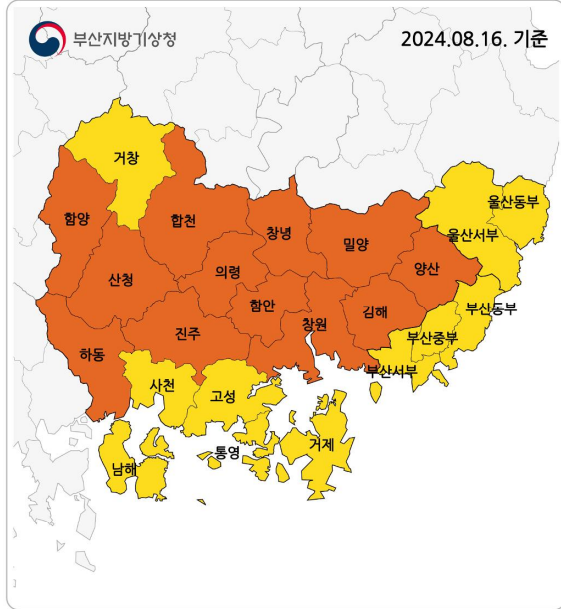 부산지방기상청
2024.08.16. 기준
거창
울산동부
함양
합천
창녕
울산서부
밀양
의령
양산
산청
함안
부산동부
김해
창원
진주
부산중부
하동
부산서부
사천
고성
거제
통영
남해